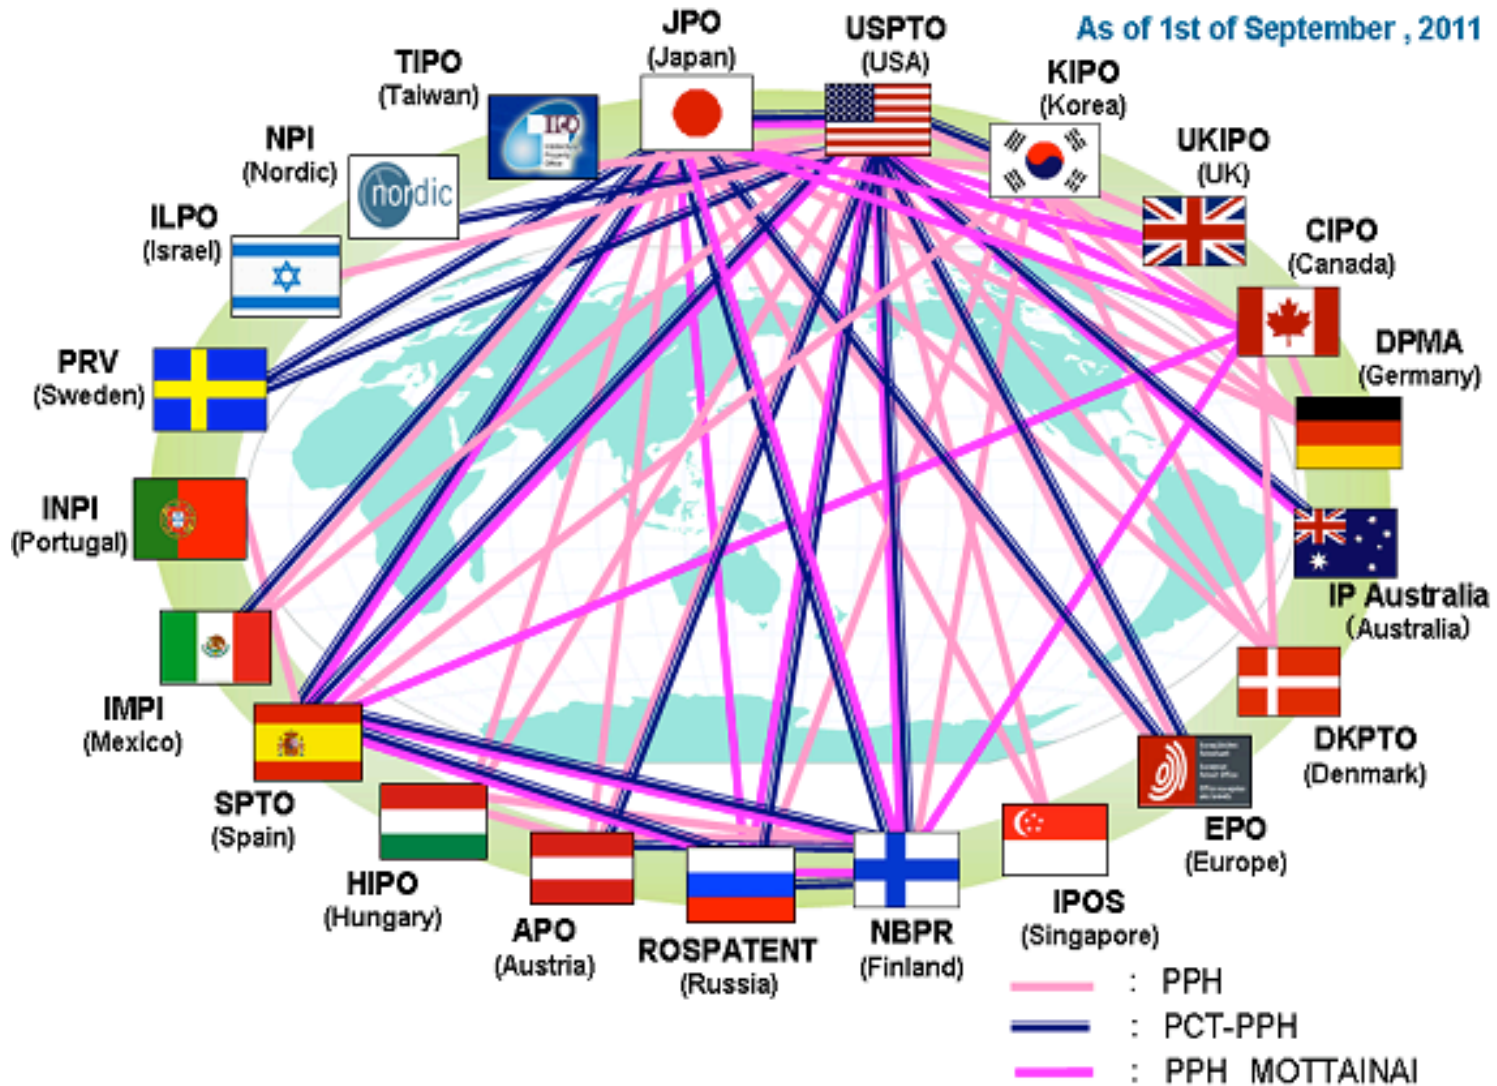 As of 1st of September , 2011
JPO
(Japan)
USPTO
(USA)
KIPO
(Korea)
TIPO
(Taiwan)
UKIPO
(UK)
NPI
(Nordic)
nordic
ILPO
(Israel)
CIPO
(Canada)
PRV
(Sweden)
DPMA
(Germany)
INPI
(Portugal)
IP Australia
(Australia)
IMPI
(Mexico)
DKPTO
(Denmark)
SPTO
(Spain)
EPO
(Europe)
HIPO
(Hungary)
APO
(Austria)
ROSPATENT
(Russia)
NBPR
(Finland)
IPOS
(Singapore)
: PPH
: PCT-PPH
: PPH MOTTAINAI